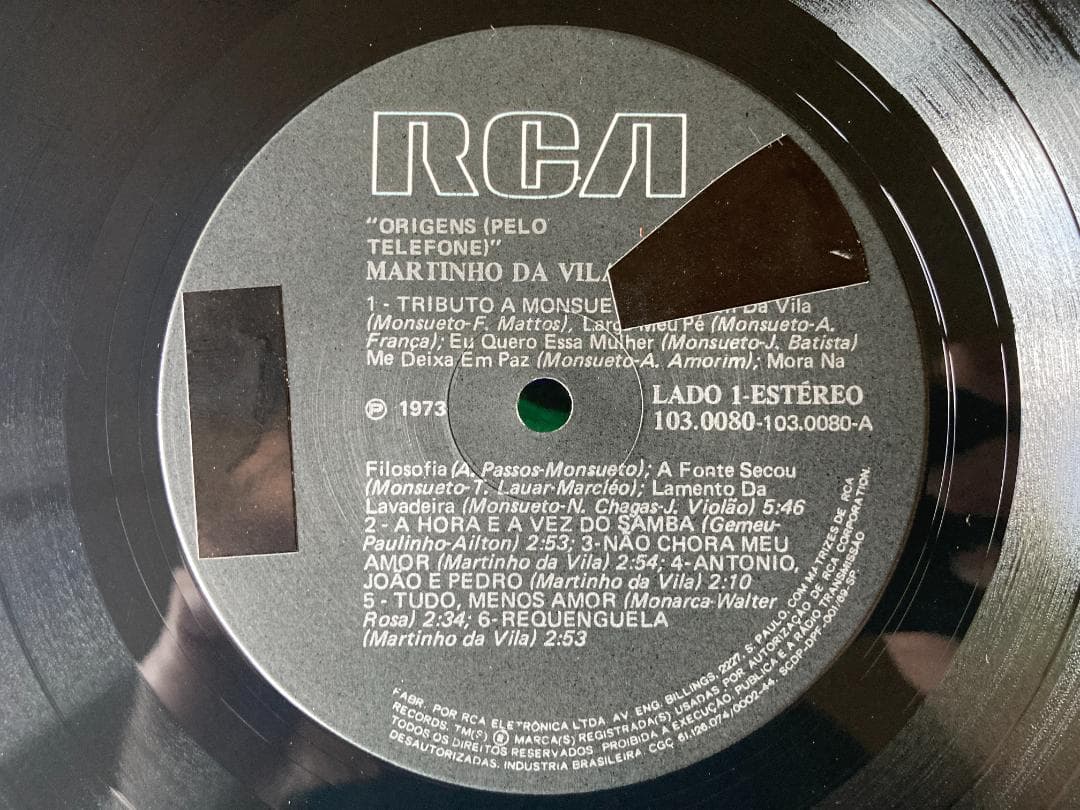 RCA
"ORIGENS (PELO
TELEFONE)"
MARTINHO DA VILA
1 - TRIBUTO A MONSUE Da Vila
(Monsueto-F. Mattos), Larga Meu Pé (Monsueto-A.
França); Eu Quero Essa Mulher (Monsueto-J. Batista)
Me Deixa Em Paz (Monsueto-A. Amorim); Mora Na
℗ 1973
LADO 1-ESTÉREO
103.0080-103.0080-A
Filosofia (A. Passos-Monsueto); A Fonte Secou
(Monsueto-T. Lauar-Marcléo); Lamento Da
Lavadeira (Monsueto-N. Chagas-J. Violão) 5:46
2 - A HORA E A VEZ DO SAMBA (Gemeu-
Paulinho-Ailton) 2:53; 3-NÃO CHORA MEU
AMOR (Martinho da Vila) 2:54; 4-ANTONIO,
JOÃO E PEDRO (Martinho da Vila) 2:10
5 - TUDO, MENOS AMOR (Monarca-Walter
Rosa) 2:34; 6-REQUENGUELA
(Martinho da Vila) 2:53
FABR. POR RCA ELETRÔNICA LTDA AV. ENG. BILLINGS, 2227, S. PAULO, COM MATRIZES DE RCA
RECORDS, TM(S) ® MARCA(S) REGISTRADA(S) USADAS POR AUTORIZAÇÃO DE RCA CORPORATION.
TODOS OS DIREITOS RESERVADOS PROIBIDA A EXECUÇÃO, PÚBLICA E A RÁDIO TRANSMISSÃO
DESAUTORIZADAS. INDUSTRIA BRASILEIRA. CGC 61.126.074/0002-44. SCDP-DPF-001/69-SP